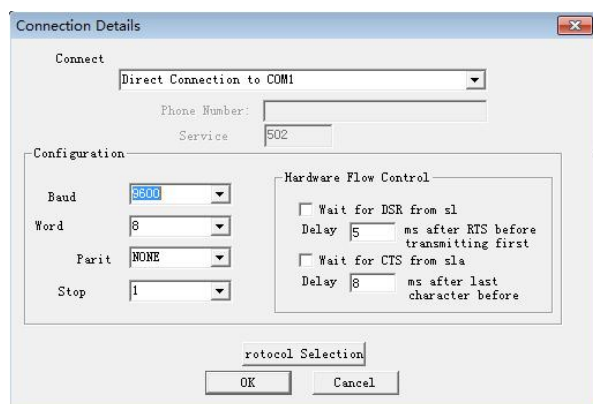 Connection Details
Connect
Direct Connection to COM1
Phone Number:
Service 502
Configuration
Baud 9600
Word 8
Parit NONE
Stop 1
Hardware Flow Control
Wait for DSR from sl
Delay 5 ms after RTS before
transmitting first
Wait for CTS from sla
Delay 8 ms after last
character before
rotocol Selection
OK Cancel